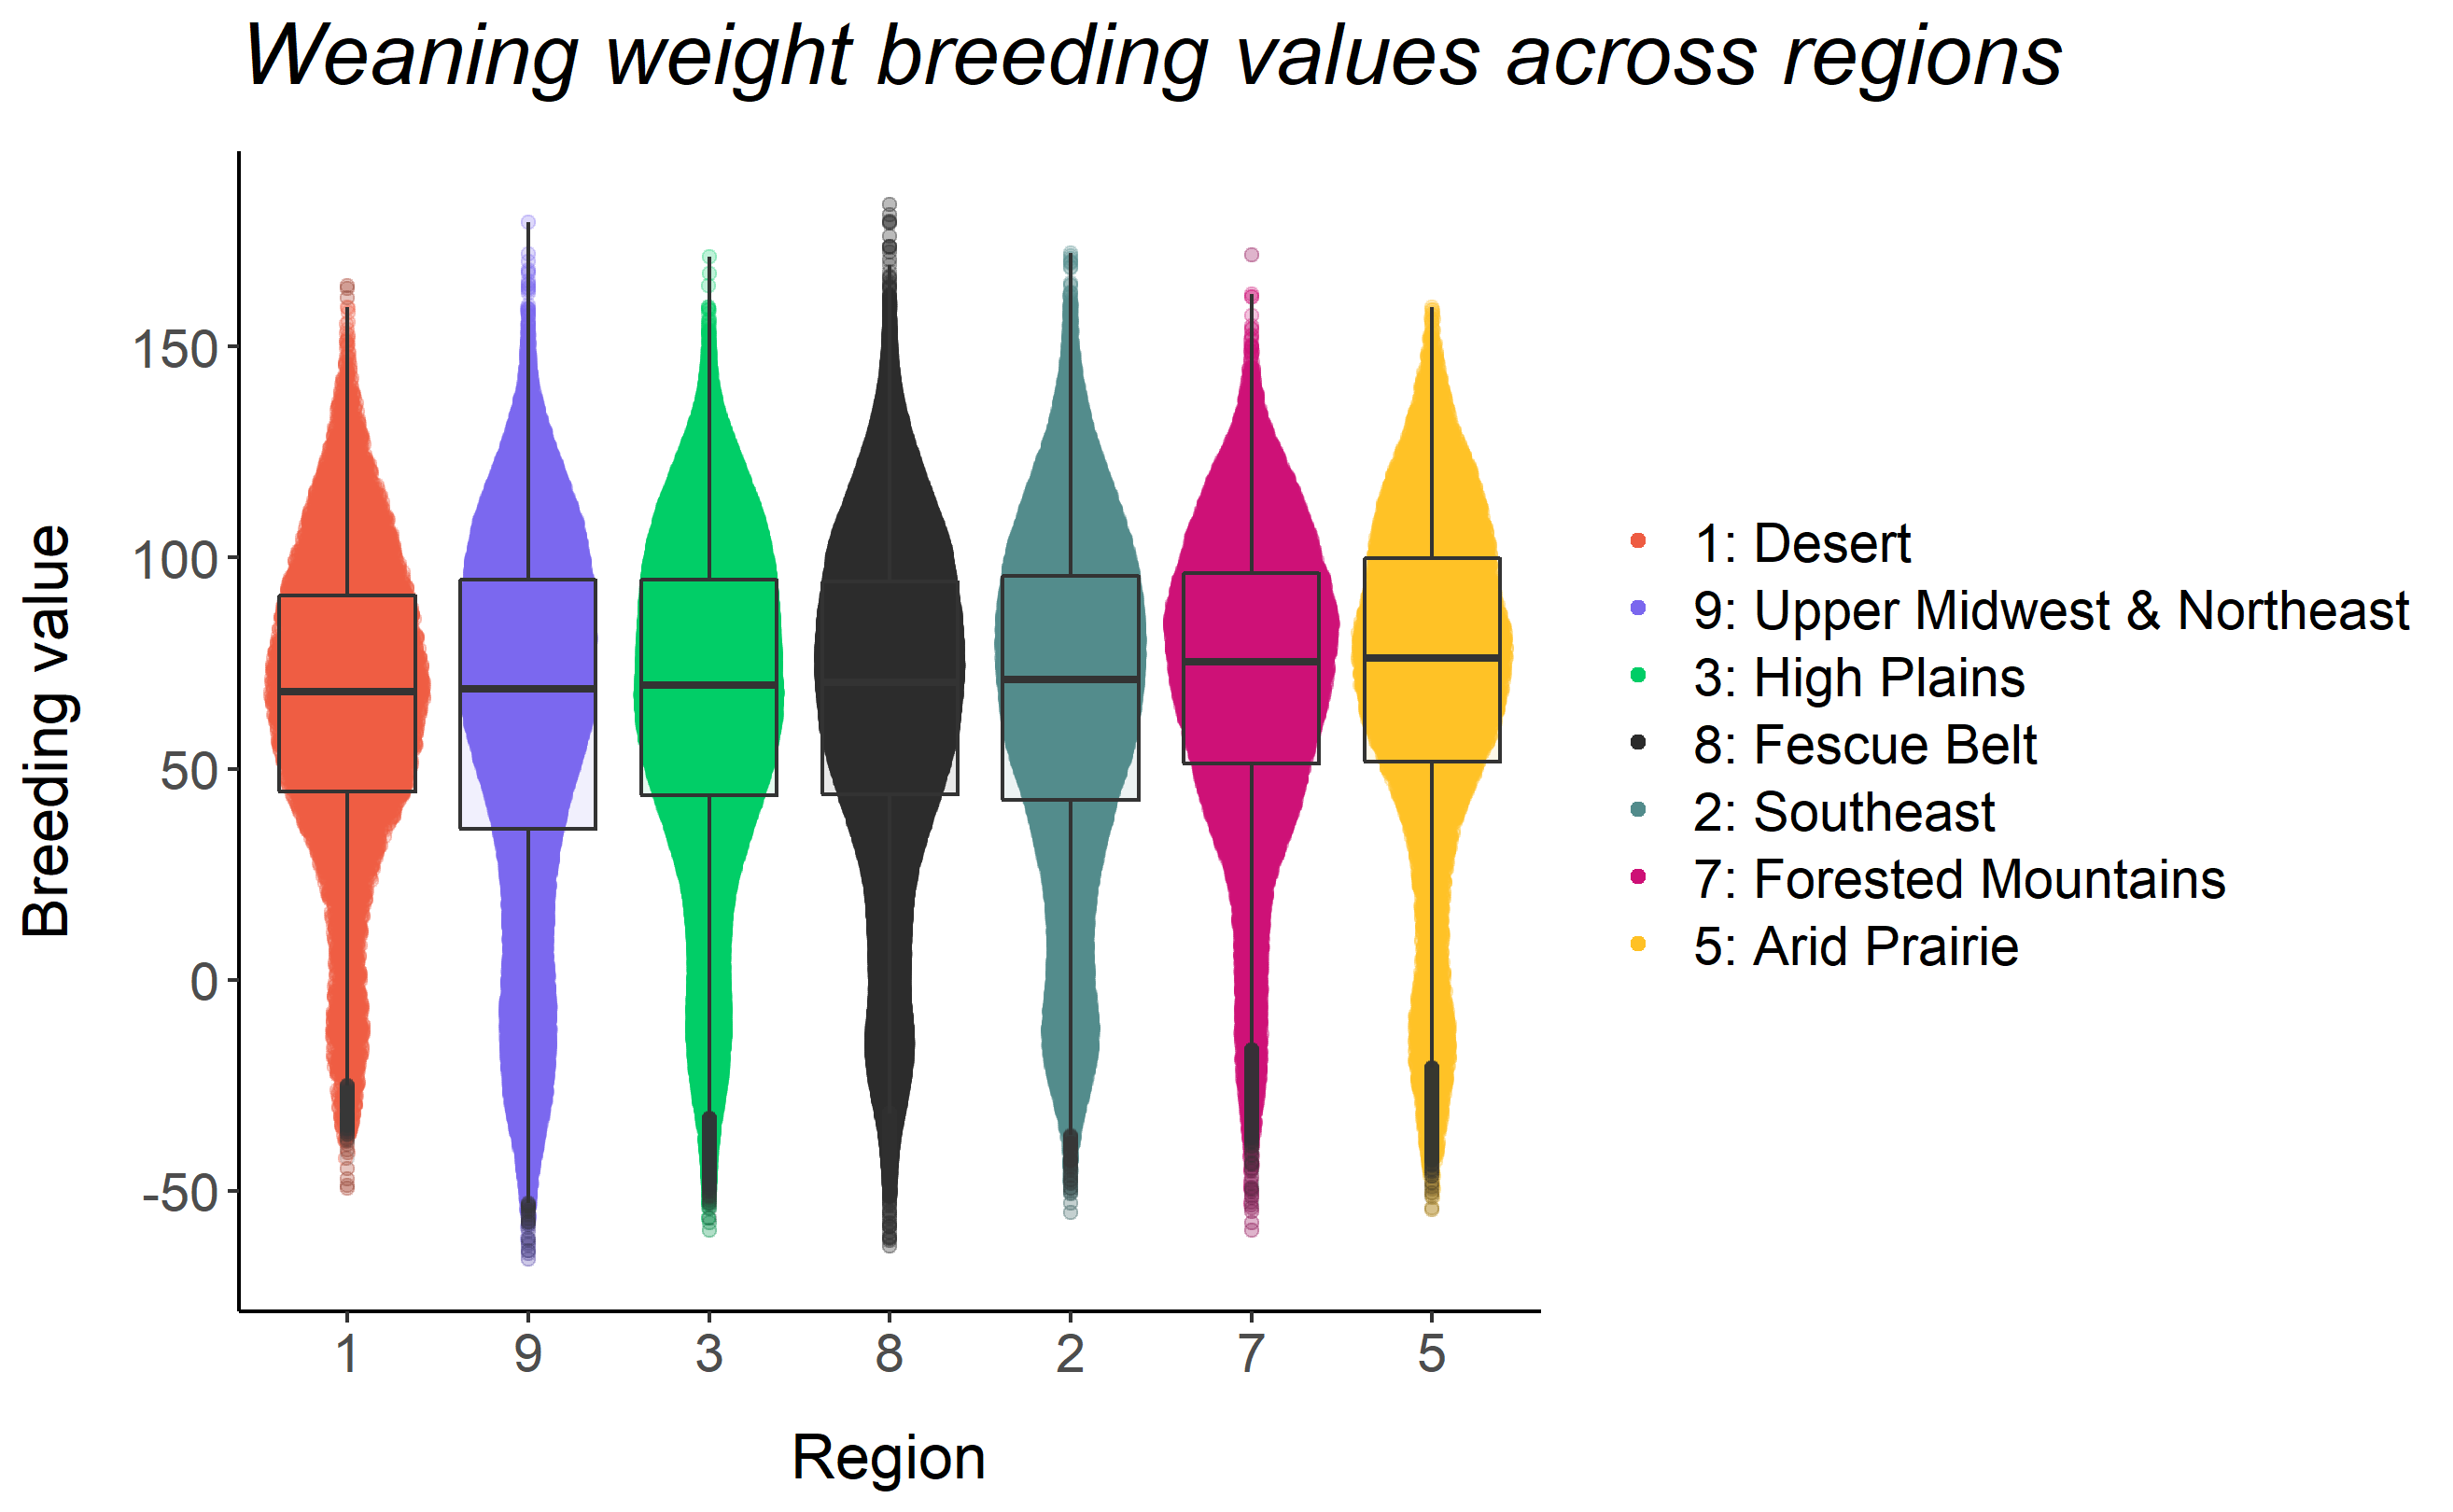 Weaning weight breeding values across regions
Breeding value
150
100
50
0
-50
1 9 3 8 2 7 5
Region
1: Desert
9: Upper Midwest & Northeast
3: High Plains
8: Fescue Belt
2: Southeast
7: Forested Mountains
5: Arid Prairie